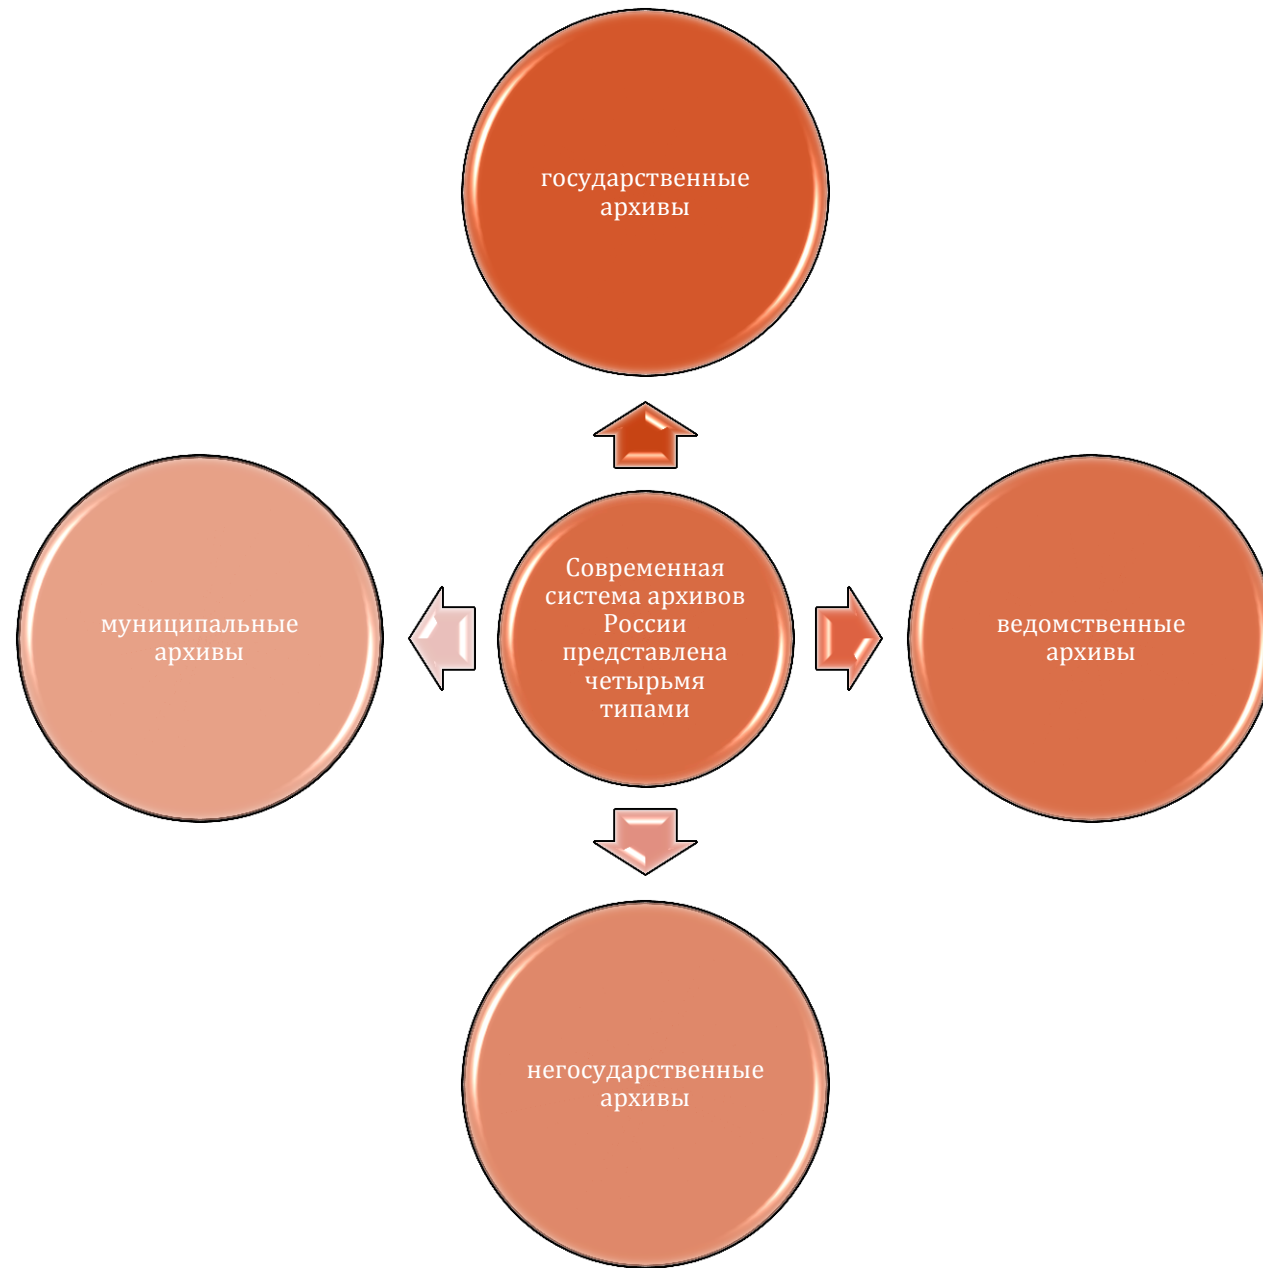 государственные
архивы
муниципальные
архивы
Современная
система архивов
России
представлена
четырьмя
типами
ведомственные
архивы
негосударственные
архивы